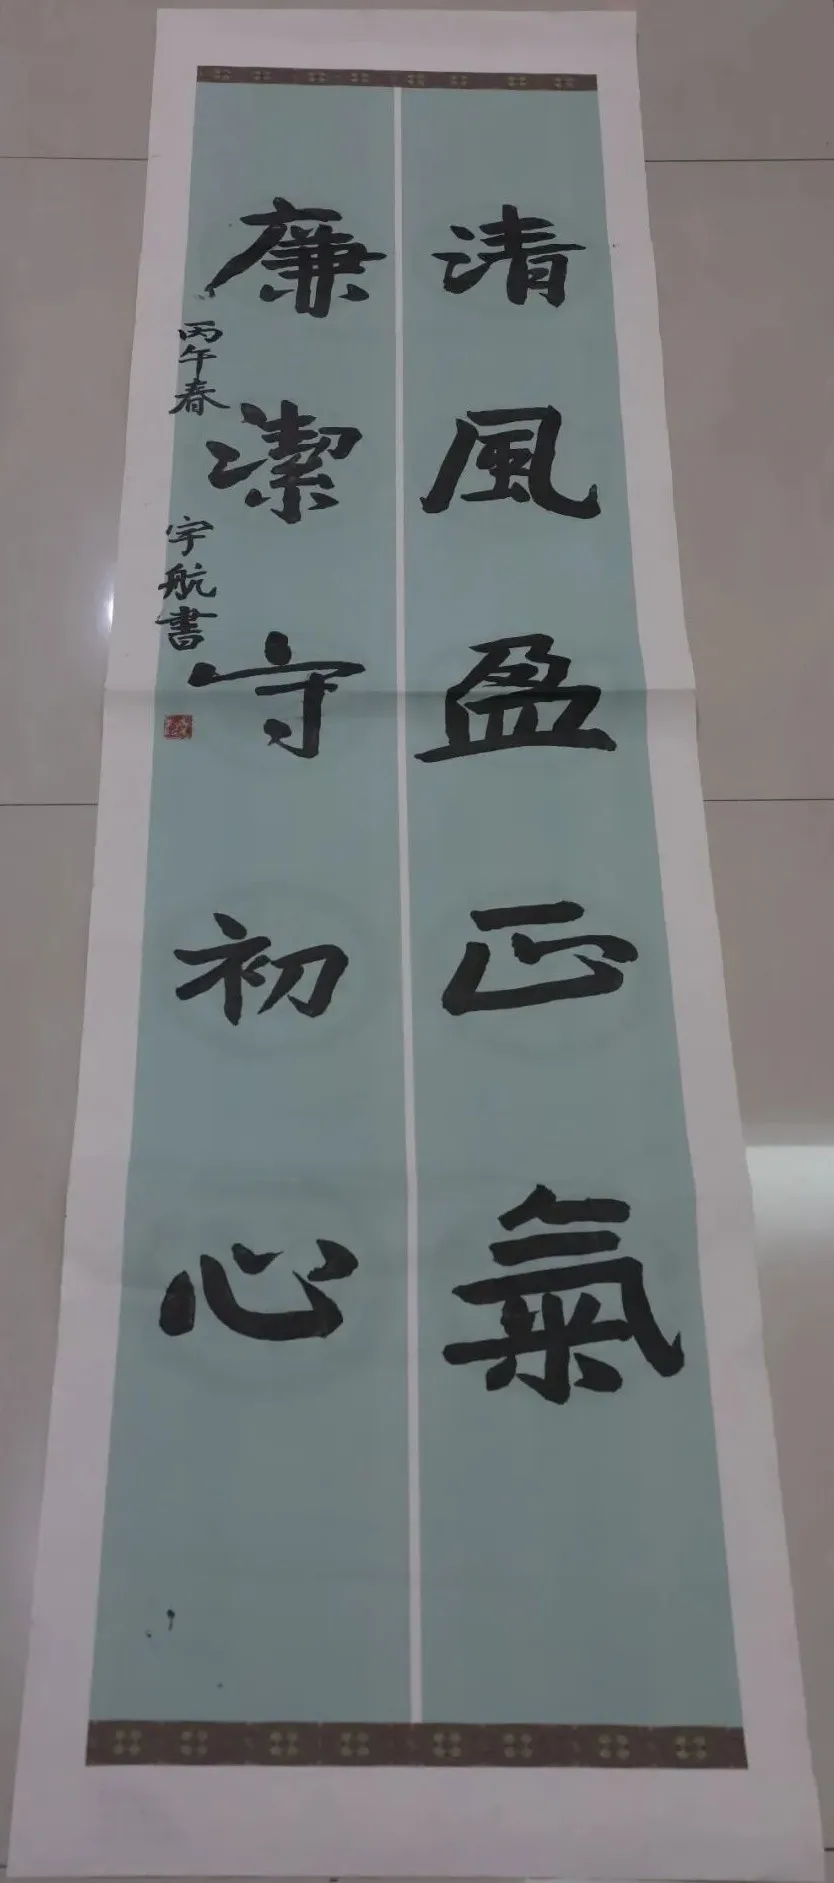 清風盈正氣
廉潔守初心
丙午春
宇航書